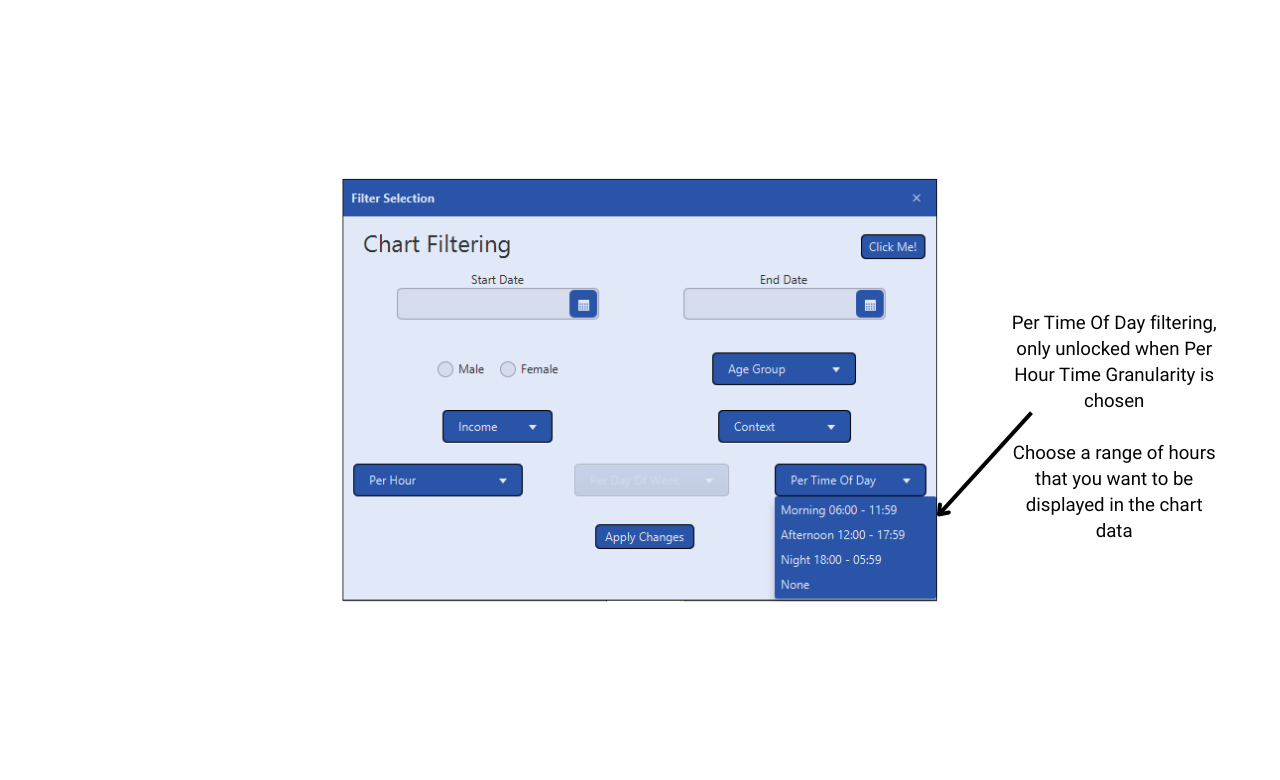 Filter Selection
Chart Filtering
Click Me!
Start Date
End Date
Male
Female
Age Group
Income
Context
Per Hour
Per Day Of Week
Per Time Of Day
Morning 06:00 - 11:59
Afternoon 12:00 - 17:59
Night 18:00 - 05:59
None
Apply Changes
Per Time Of Day filtering,
only unlocked when Per
Hour Time Granularity is
chosen
Choose a range of hours
that you want to be
displayed in the chart
data